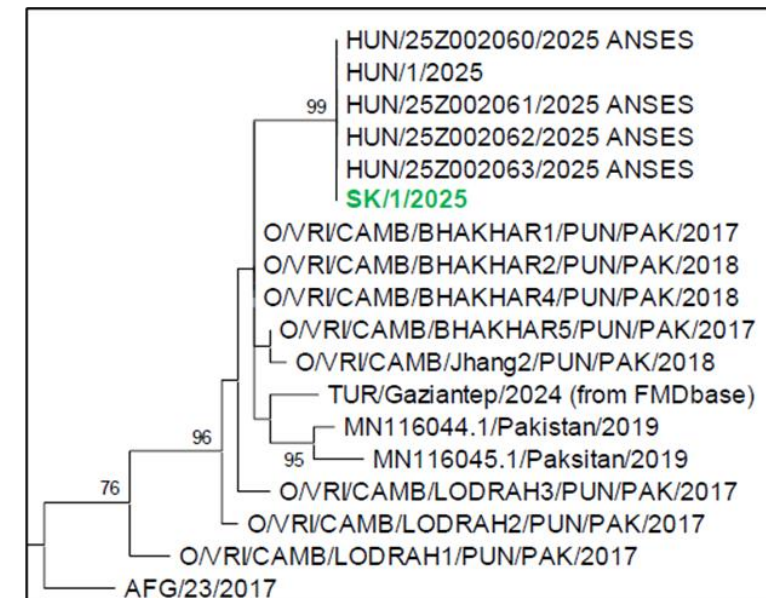 HUN/25Z002060/2025 ANSES
HUN/1/2025
99
HUN/25Z002061/2025 ANSES
HUN/25Z002062/2025 ANSES
HUN/25Z002063/2025 ANSES
SK/1/2025
O/VRI/CAMB/BHAKHAR1/PUN/PAK/2017
O/VRI/CAMB/BHAKHAR2/PUN/PAK/2018
O/VRI/CAMB/BHAKHAR4/PUN/PAK/2018
O/VRI/CAMB/BHAKHAR5/PUN/PAK/2017
O/VRI/CAMB/Jhang2/PUN/PAK/2018
TUR/Gaziantep/2024 (from FMDbase)
MN116044.1/Pakistan/2019
96
95
MN116045.1/Paksitan/2019
76
O/VRI/CAMB/LODRAH3/PUN/PAK/2017
O/VRI/CAMB/LODRAH2/PUN/PAK/2017
O/VRI/CAMB/LODRAH1/PUN/PAK/2017
AFG/23/2017